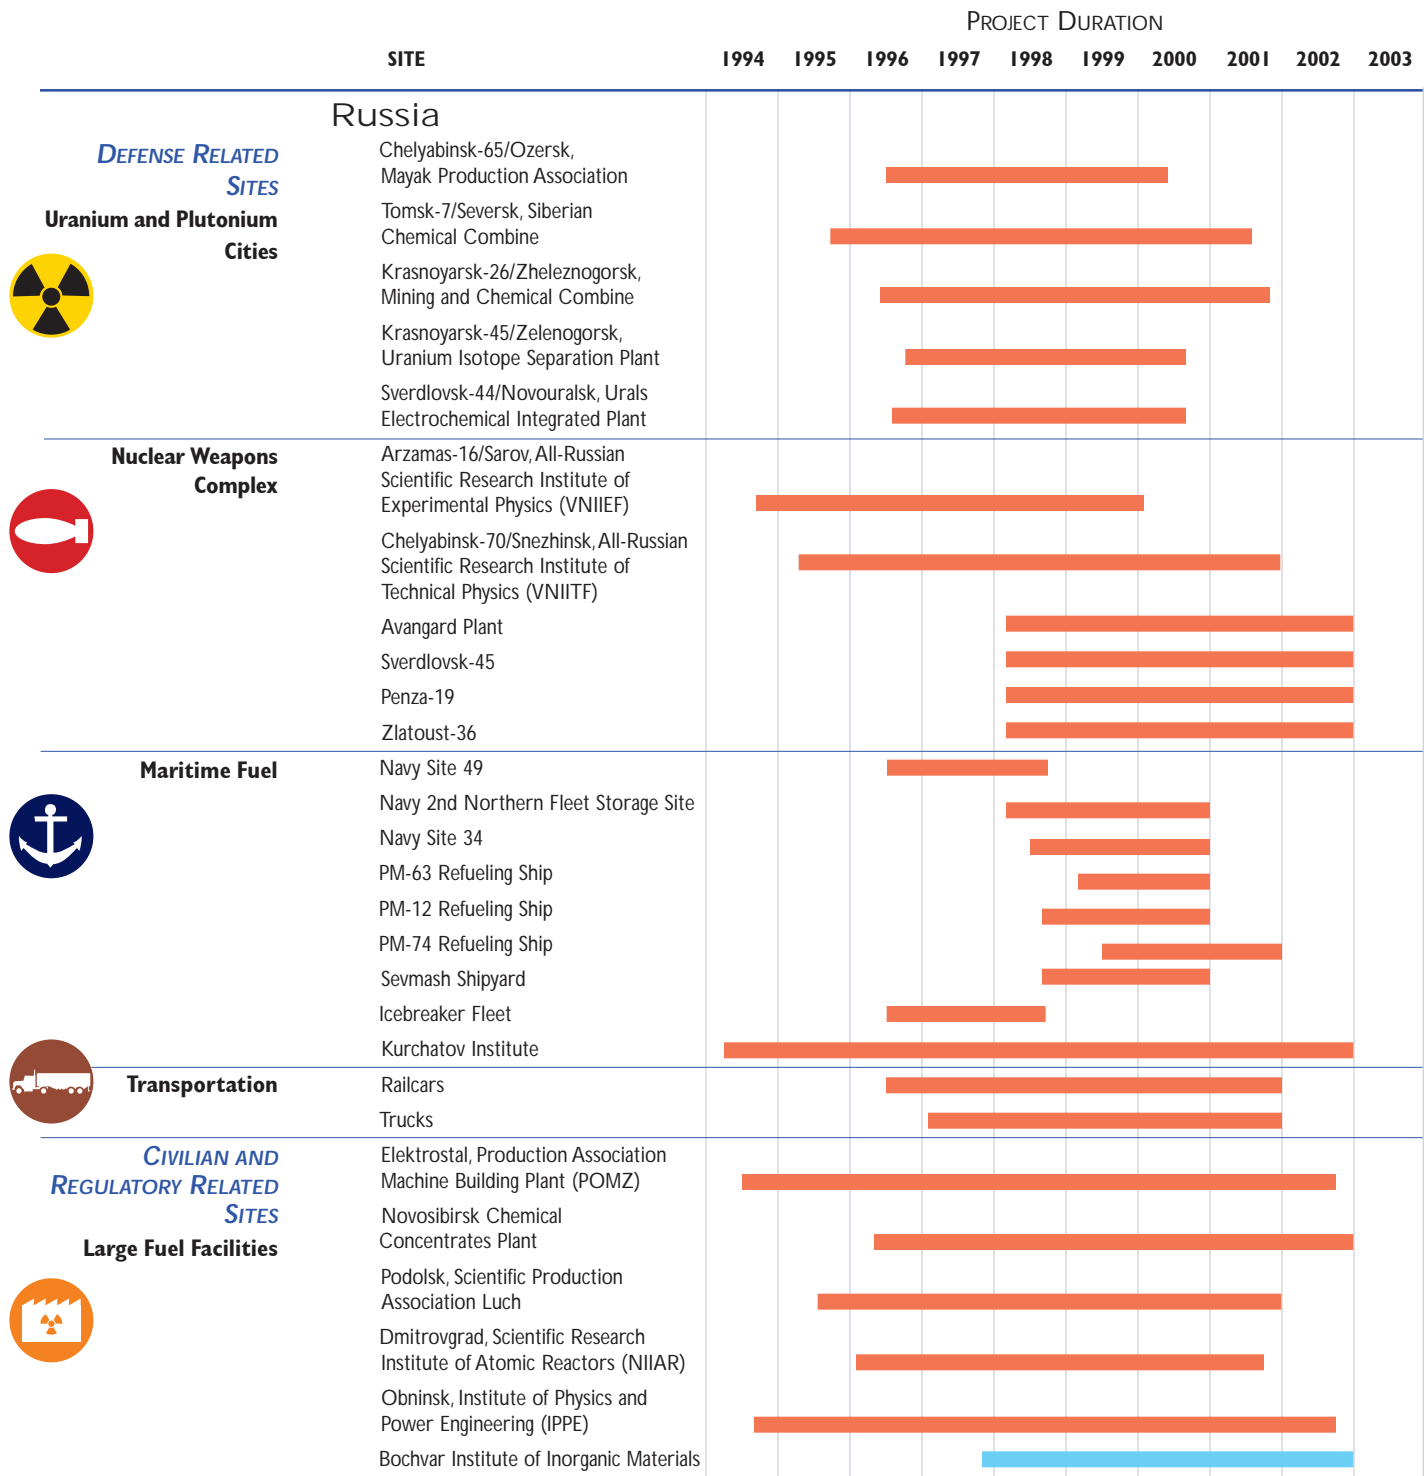 PROJECT DURATION
SITE 1994 1995 1996 1997 1998 1999 2000 2001 2002 2003
Russia
DEFENSE RELATED
SITES
Uranium and Plutonium
Cities
Chelyabinsk-65/Ozersk,
Mayak Production Association
Tomsk-7/Seversk, Siberian
Chemical Combine
Krasnoyarsk-26/Zheleznogorsk,
Mining and Chemical Combine
Krasnoyarsk-45/Zelenogorsk,
Uranium Isotope Separation Plant
Sverdlovsk-44/Novouralsk, Urals
Electrochemical Integrated Plant
Nuclear Weapons
Complex
Arzamas-16/Sarov, All-Russian
Scientific Research Institute of
Experimental Physics (VNIIEF)
Chelyabinsk-70/Snezhinsk, All-Russian
Scientific Research Institute of
Technical Physics (VNIITF)
Avangard Plant
Sverdlovsk-45
Penza-19
Zlatoust-36
Maritime Fuel
Navy Site 49
Navy 2nd Northern Fleet Storage Site
Navy Site 34
PM-63 Refueling Ship
PM-12 Refueling Ship
PM-74 Refueling Ship
Sevmash Shipyard
Icebreaker Fleet
Kurchatov Institute
Transportation
Railcars
Trucks
CIVILIAN AND
REGULATORY RELATED
SITES
Large Fuel Facilities
Elektrostal, Production Association
Machine Building Plant (POMZ)
Novosibirsk Chemical
Concentrates Plant
Podolsk, Scientific Production
Association Luch
Dmitrovgrad, Scientific Research
Institute of Atomic Reactors (NIIAR)
Obninsk, Institute of Physics and
Power Engineering (IPPE)
Bochvar Institute of Inorganic Materials